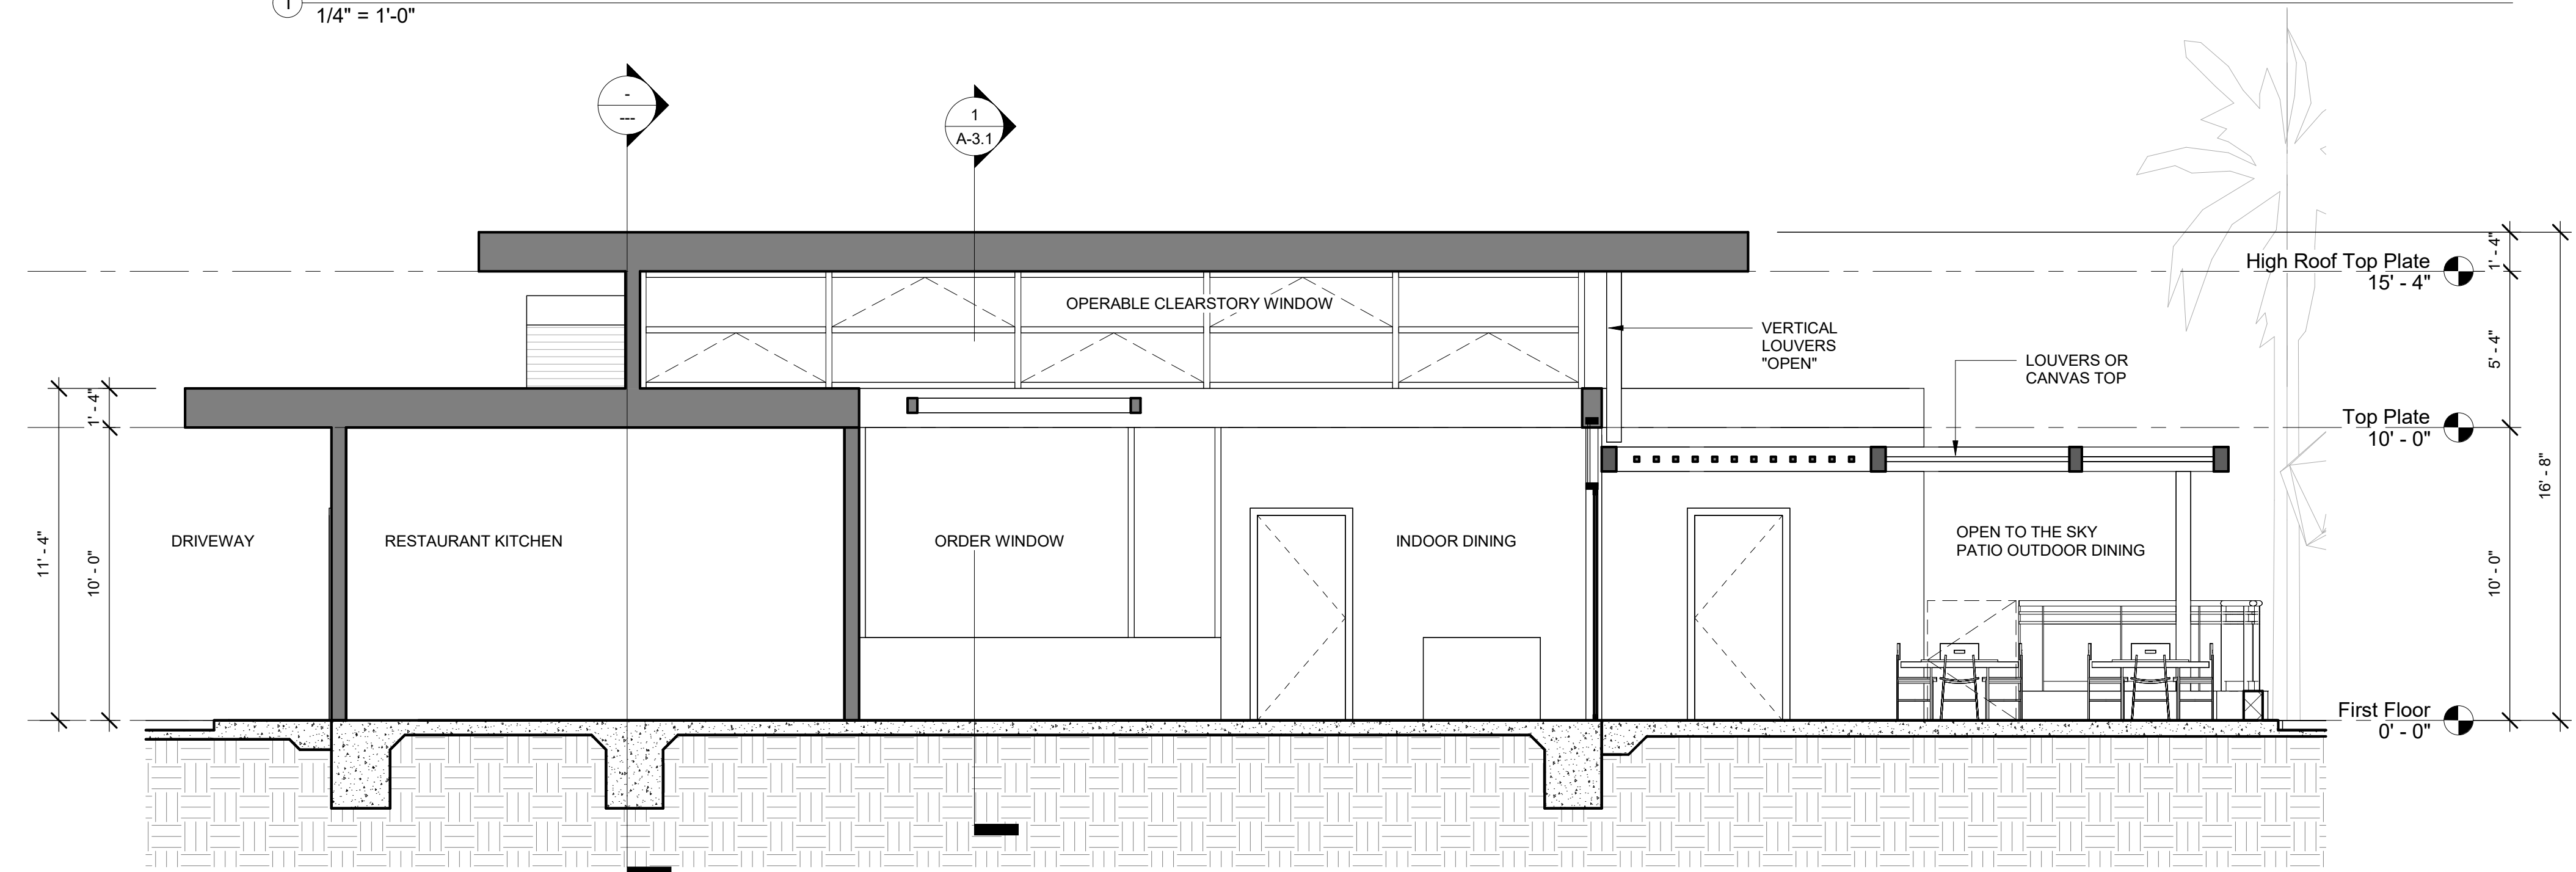 1
1/4" = 1'-0"
-
---
1
A-3.1
OPERABLE CLEARSTORY WINDOW
VERTICAL
LOUVERS
"OPEN"
LOUVERS OR
CANVAS TOP
High Roof Top Plate
15' - 4"
Top Plate
10' - 0"
First Floor
0' - 0"
1' - 4"
5' - 4"
10' - 0"
16' - 8"
11' - 4"
1' - 4"
10' - 0"
DRIVEWAY
RESTAURANT KITCHEN
ORDER WINDOW
INDOOR DINING
OPEN TO THE SKY
PATIO OUTDOOR DINING